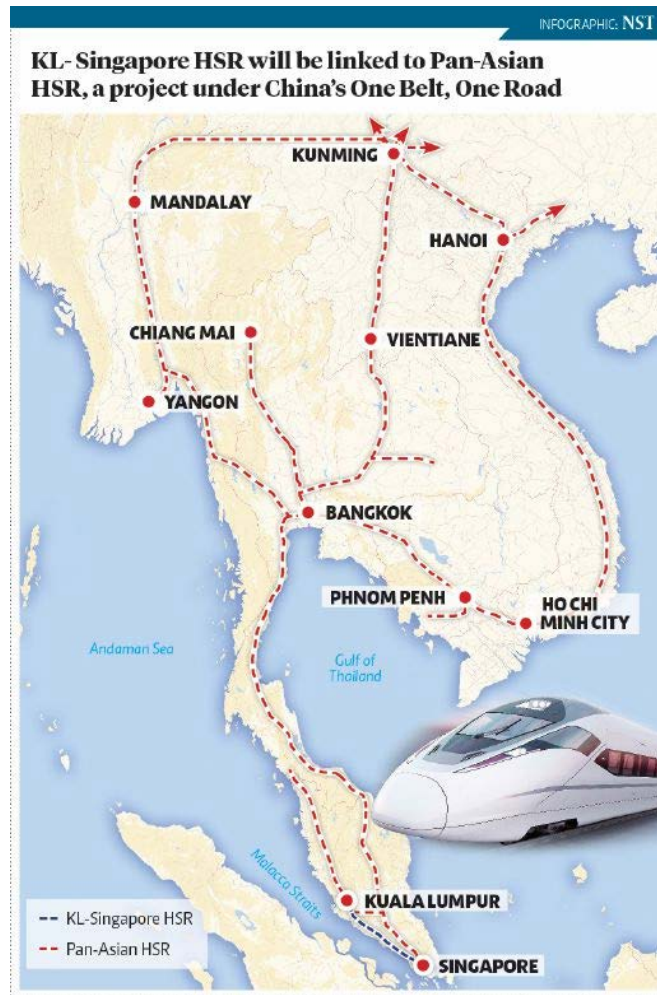 INFOGRAPHIC: NST
KL- Singapore HSR will be linked to Pan-Asian
HSR, a project under China's One Belt, One Road
KUNMING
MANDALAY
HANOI
CHIANG MAI
VIENTIANE
YANGON
BANGKOK
PHNOM PENH
HO CHI
MINH CITY
Andaman Sea
Gulf of
Thailand
Malacca Straits
KUALA LUMPUR
KL-Singapore HSR
Pan-Asian HSR
SINGAPORE